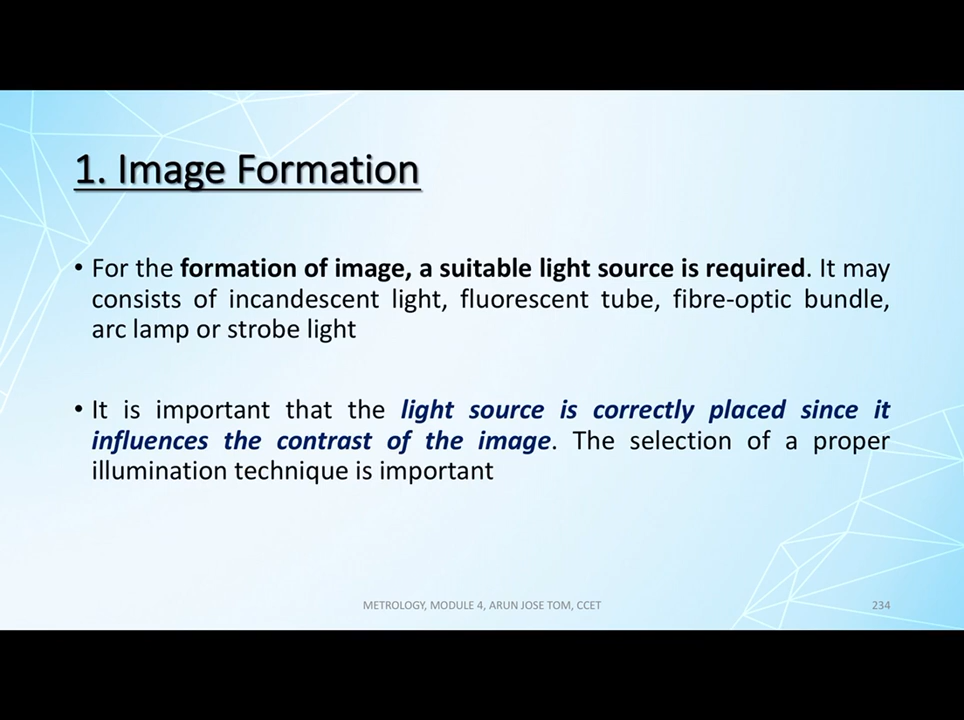 1. Image Formation
• For the formation of image, a suitable light source is required. It may
consists of incandescent light, fluorescent tube, fibre-optic bundle,
arc lamp or strobe light
• It is important that the light source is correctly placed since it
influences the contrast of the image. The selection of a proper
illumination technique is important
METROLOGY, MODULE 4, ARUN JOSE TOM, CCET
234